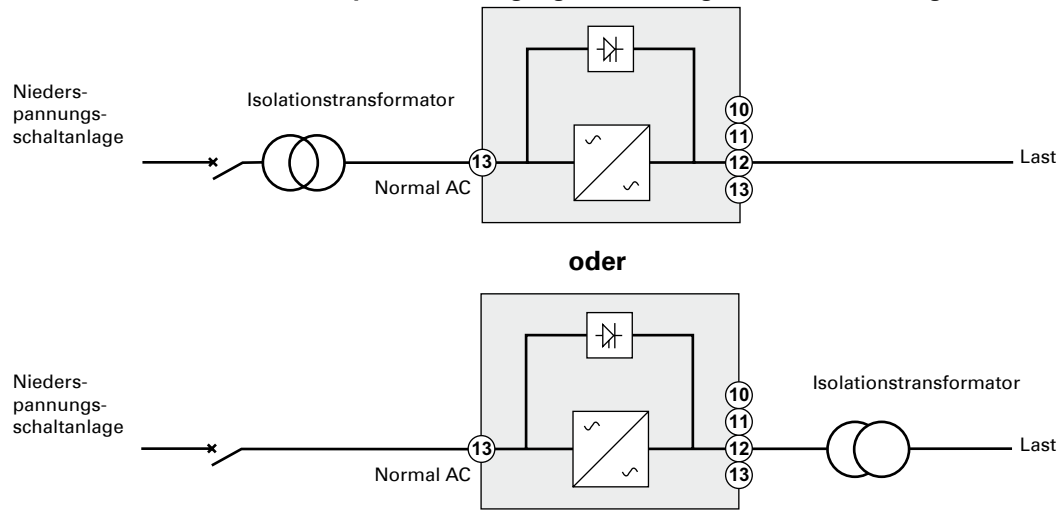 Nieders-
pannungs-
schaltanlage
Isolationstransformator
10
11
13
12
Last
Normal AC
13
oder
Nieders-
pannungs-
schaltanlage
Isolationstransformator
10
11
13
12
Last
Normal AC
13